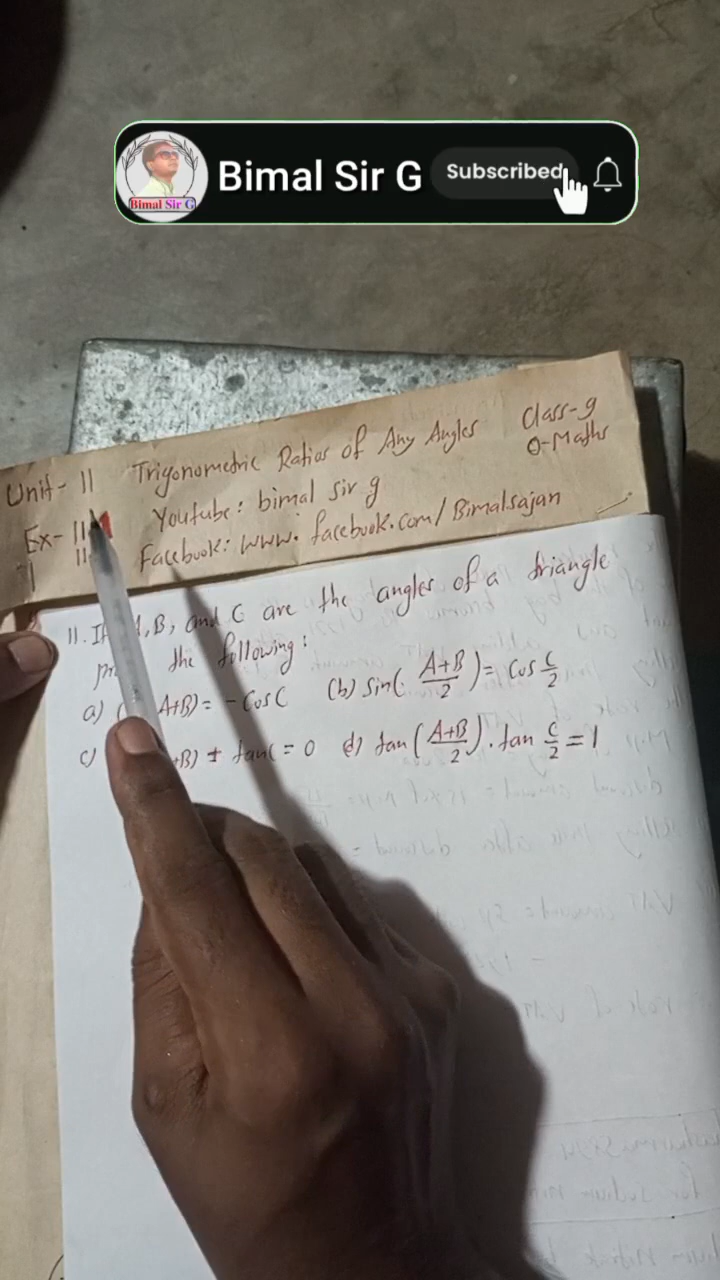 Bimal Sir G Subscribed
Bimal Sir G
Unit- 11 Trigonometric Ratios of Any Angles Class-9
O-Maths
Youtube: bimal sir g
Ex- 11
Facebook: www.facebook.com/Bimalsajan
11. If A, B, and C are the angles of a triangle
the following:
a) A+B) = - Cos C (b) Sin( A+B/2 ) = Cos C/2
c) +B) ± tan C = 0 d) tan ( A+B/2 ) . tan C/2 = 1